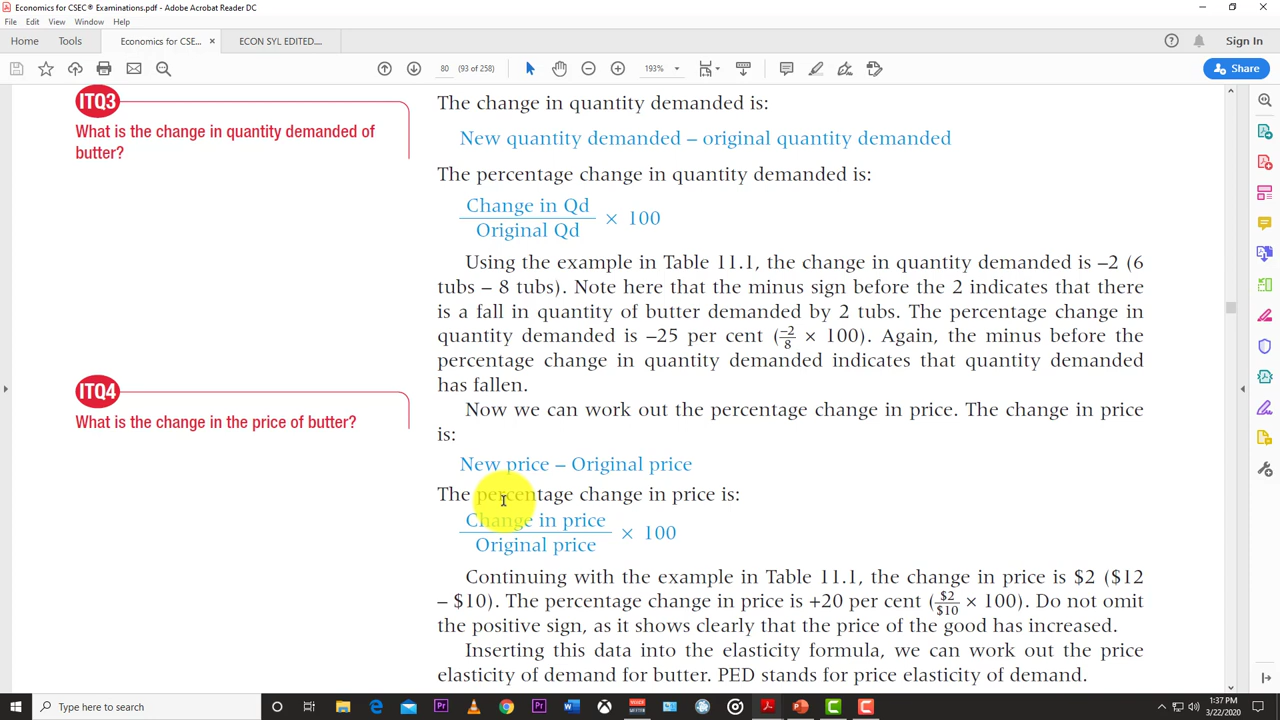 Economics for CSEC® Examinations.pdf - Adobe Acrobat Reader DC
File Edit View Window Help
Home Tools Economics for CSE... × ECON SYL EDITED.... Sign In
80 (93 of 258) 193% Share
ITQ3
What is the change in quantity demanded of
butter?
The change in quantity demanded is:
New quantity demanded – original quantity demanded
The percentage change in quantity demanded is:
Change in Qd
Original Qd
× 100
Using the example in Table 11.1, the change in quantity demanded is –2 (6
tubs – 8 tubs). Note here that the minus sign before the 2 indicates that there
is a fall in quantity of butter demanded by 2 tubs. The percentage change in
quantity demanded is –25 per cent (–2/8 × 100). Again, the minus before the
percentage change in quantity demanded indicates that quantity demanded
has fallen.
ITQ4
What is the change in the price of butter?
Now we can work out the percentage change in price. The change in price
is:
New price – Original price
The percentage change in price is:
Change in price
Original price
× 100
Continuing with the example in Table 11.1, the change in price is $2 ($12
– $10). The percentage change in price is +20 per cent ($2/$10 × 100). Do not omit
the positive sign, as it shows clearly that the price of the good has increased.
Inserting this data into the elasticity formula, we can work out the price
elasticity of demand for butter. PED stands for price elasticity of demand.
Type here to search
1:37 PM
3/22/2020